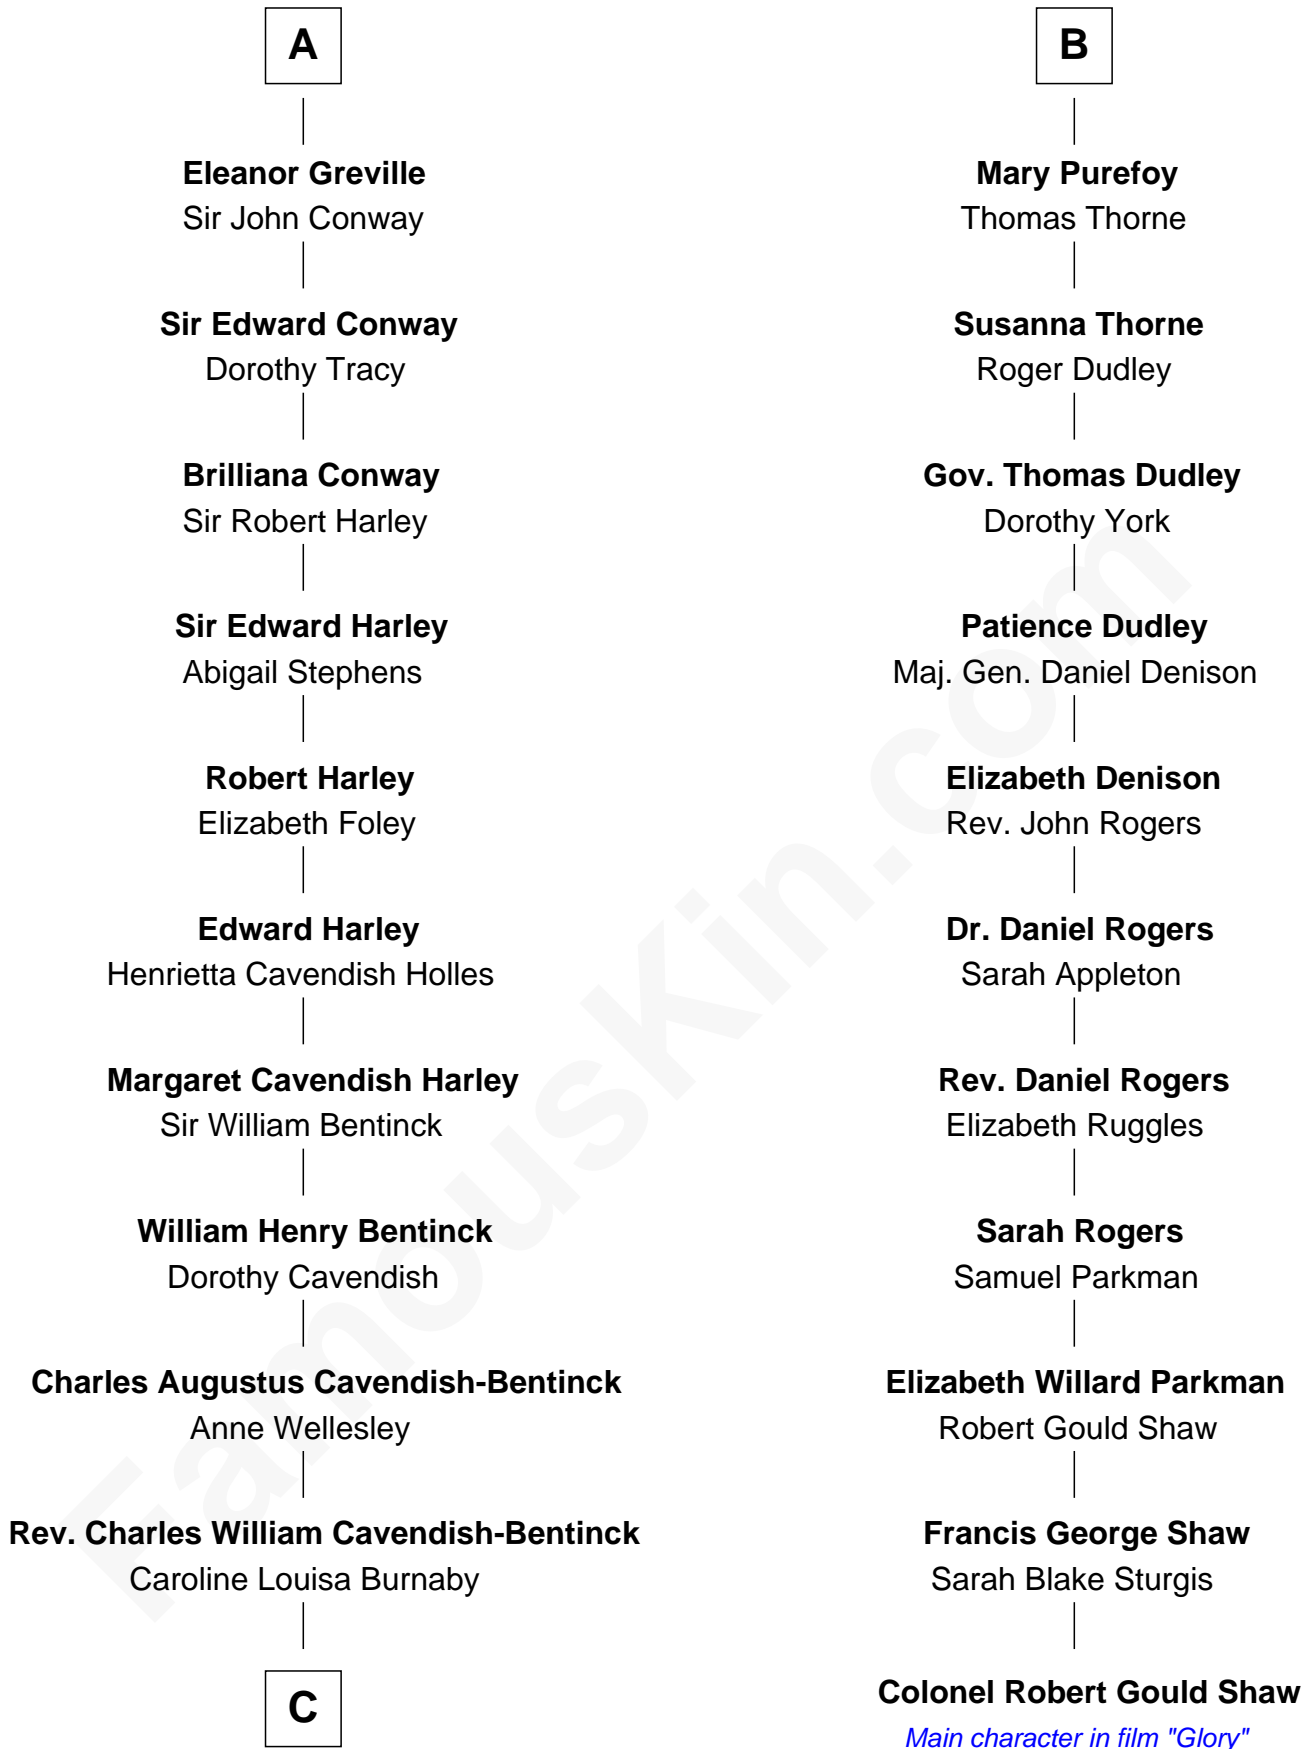 A
Eleanor Greville
Sir John Conway
Sir Edward Conway
Dorothy Tracy
Brilliana Conway
Sir Robert Harley
Sir Edward Harley
Abigail Stephens
Robert Harley
Elizabeth Foley
Edward Harley
Henrietta Cavendish Holles
Margaret Cavendish Harley
Sir William Bentinck
William Henry Bentinck
Dorothy Cavendish
Charles Augustus Cavendish-Bentinck
Anne Wellesley
Rev. Charles William Cavendish-Bentinck
Caroline Louisa Burnaby
C
B
Mary Purefoy
Thomas Thorne
Susanna Thorne
Roger Dudley
Gov. Thomas Dudley
Dorothy York
Patience Dudley
Maj. Gen. Daniel Denison
Elizabeth Denison
Rev. John Rogers
Dr. Daniel Rogers
Sarah Appleton
Rev. Daniel Rogers
Elizabeth Ruggles
Sarah Rogers
Samuel Parkman
Elizabeth Willard Parkman
Robert Gould Shaw
Francis George Shaw
Sarah Blake Sturgis
Colonel Robert Gould Shaw
Main character in film "Glory"
FamousKin.com